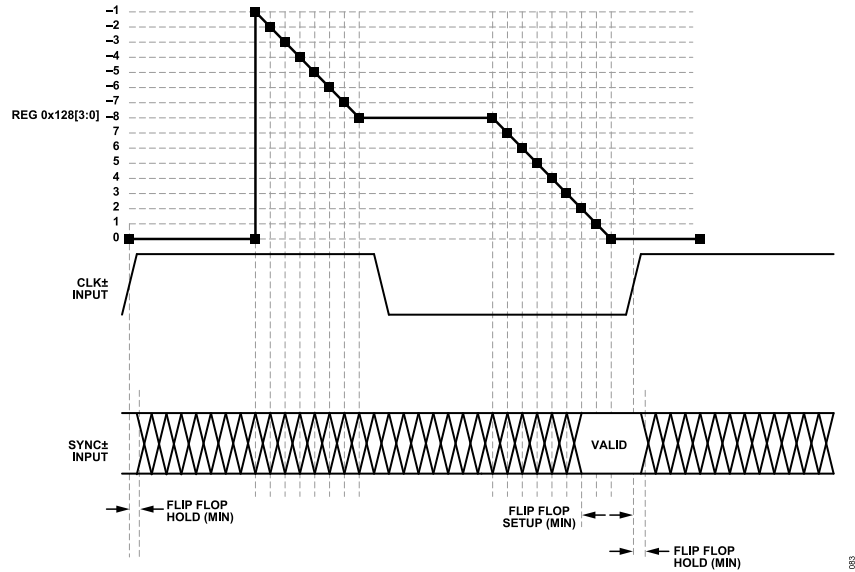 –1
–2
–3
–4
–5
–6
–7
REG 0x128[3:0] –8
7
6
5
4
3
2
1
0
CLK±
INPUT
SYNC±
INPUT
VALID
FLIP FLOP
HOLD (MIN)
FLIP FLOP
SETUP (MIN)
FLIP FLOP
HOLD (MIN)
083